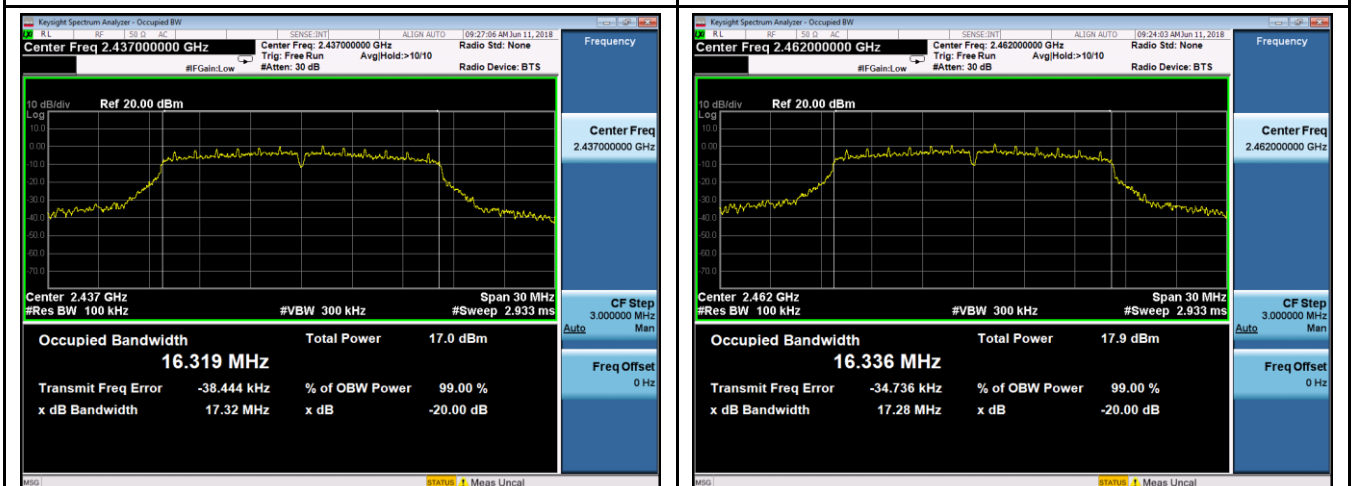 Keysight Spectrum Analyzer - Occupied BW
LXI RL RF 50 Ω AC SENSE:INT ALIGN AUTO 09:27:06 AM Jun 11, 2018
Center Freq 2.437000000 GHz
Center Freq: 2.437000000 GHz
Radio Std: None
Trig: Free Run Avg|Hold:>10/10
#IFGain:Low #Atten: 30 dB Radio Device: BTS
10 dB/div Ref 20.00 dBm
Log
10.0
0.00
-10.0
-20.0
-30.0
-40.0
-50.0
-60.0
-70.0
Center 2.437 GHz Span 30 MHz
#Res BW 100 kHz #VBW 300 kHz #Sweep 2.933 ms
Occupied Bandwidth Total Power 17.0 dBm
16.319 MHz
Transmit Freq Error -38.444 kHz % of OBW Power 99.00 %
x dB Bandwidth 17.32 MHz x dB -20.00 dB
MSG STATUS Meas Uncal
Frequency
Center Freq
2.437000000 GHz
CF Step
3.000000 MHz
Auto Man
Freq Offset
0 Hz
Keysight Spectrum Analyzer - Occupied BW
LXI RL RF 50 Ω AC SENSE:INT ALIGN AUTO 09:24:03 AM Jun 11, 2018
Center Freq 2.462000000 GHz
Center Freq: 2.462000000 GHz
Radio Std: None
Trig: Free Run Avg|Hold:>10/10
#IFGain:Low #Atten: 30 dB Radio Device: BTS
10 dB/div Ref 20.00 dBm
Log
10.0
0.00
-10.0
-20.0
-30.0
-40.0
-50.0
-60.0
-70.0
Center 2.462 GHz Span 30 MHz
#Res BW 100 kHz #VBW 300 kHz #Sweep 2.933 ms
Occupied Bandwidth Total Power 17.9 dBm
16.336 MHz
Transmit Freq Error -34.736 kHz % of OBW Power 99.00 %
x dB Bandwidth 17.28 MHz x dB -20.00 dB
MSG STATUS Meas Uncal
Frequency
Center Freq
2.462000000 GHz
CF Step
3.000000 MHz
Auto Man
Freq Offset
0 Hz